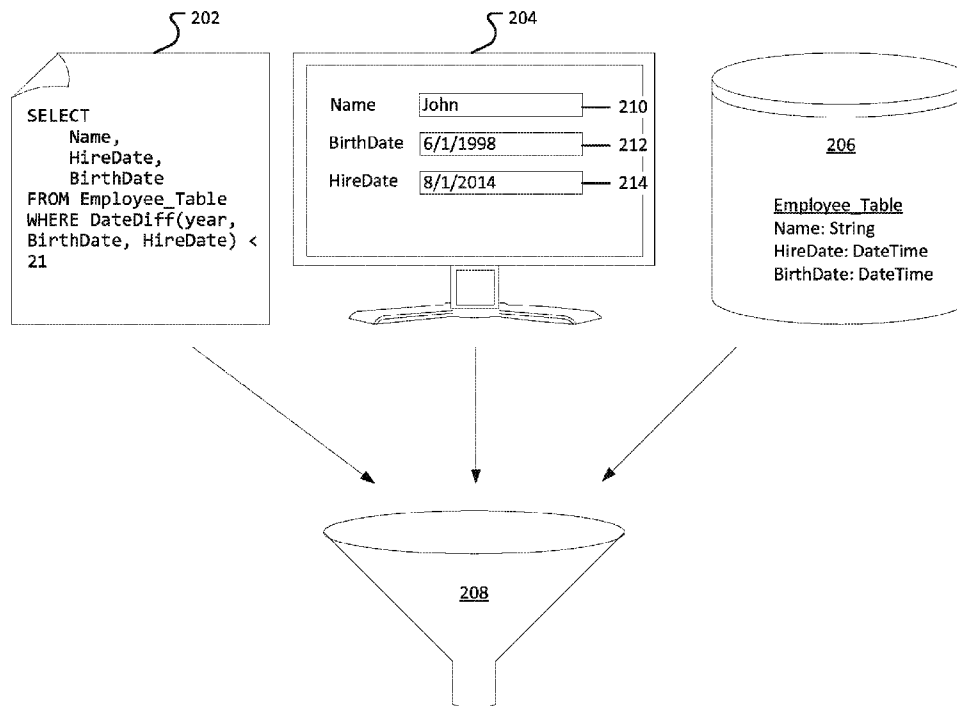 202
SELECT
Name,
HireDate,
BirthDate
FROM Employee_Table
WHERE DateDiff(year,
BirthDate, HireDate) <
21
204
Name John 210
BirthDate 6/1/1998 212
HireDate 8/1/2014 214
206
Employee_Table
Name: String
HireDate: DateTime
BirthDate: DateTime
208